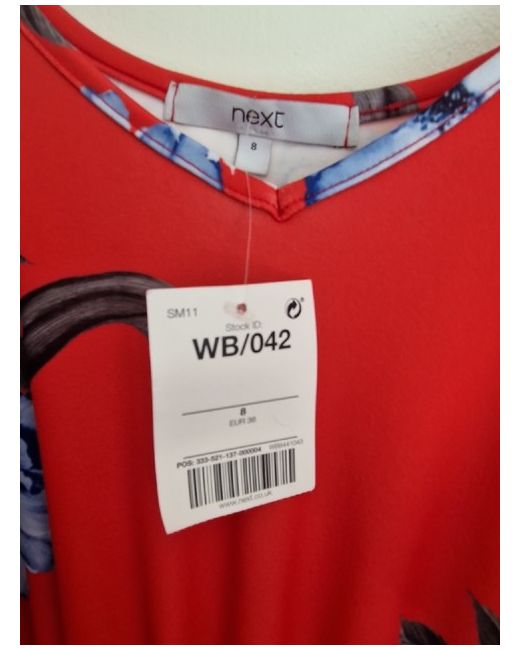 next
8
SM11
Stock ID:
WB/042
8
EUR 36
POS: 333-521-137-000004 WRB441043
www.next.co.uk